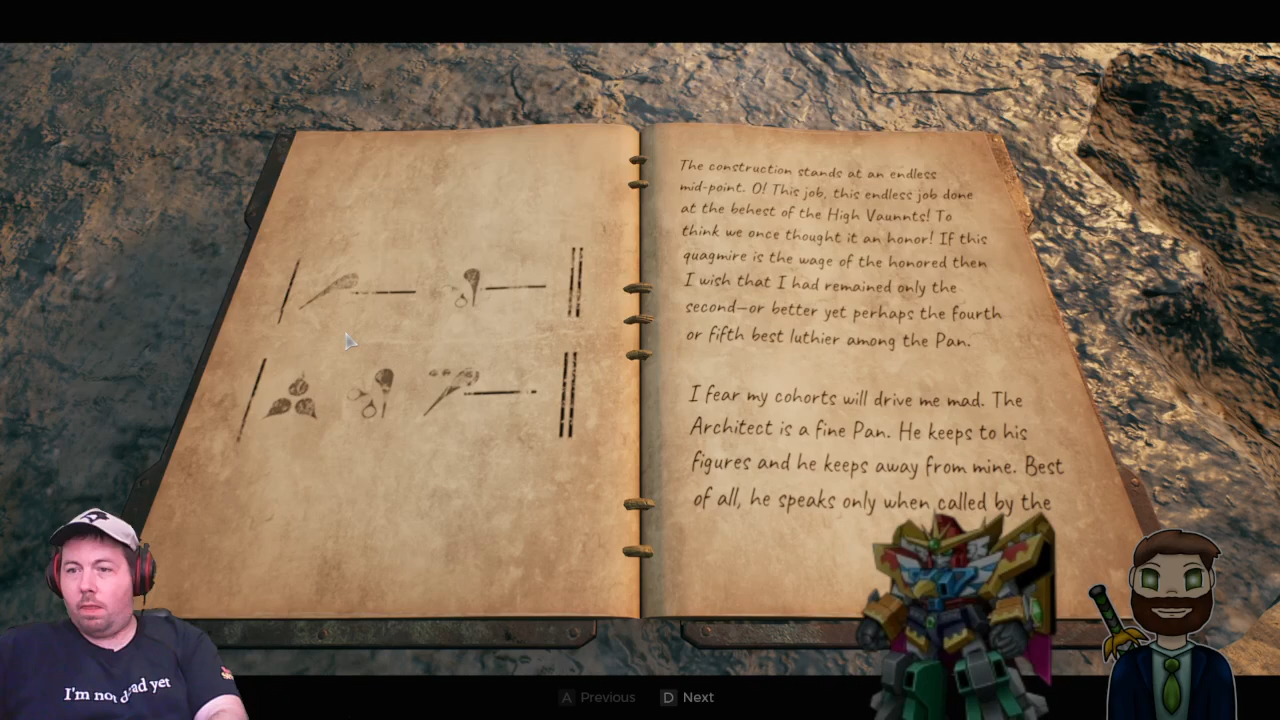 The construction stands at an endless
mid-point. O! This job, this endless job done
at the behest of the High Vaunnts! To
think we once thought it an honor! If this
quagmire is the wage of the honored then
I wish that I had remained only the
second—or better yet perhaps the fourth
or fifth best luthier among the Pan.
I fear my cohorts will drive me mad. The
Architect is a fine Pan. He keeps to his
figures and he keeps away from mine. Best
of all, he speaks only when called by the
I'm not dead yet
A Previous D Next